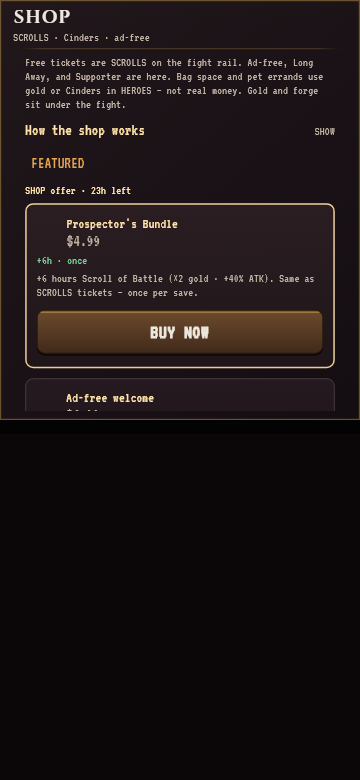 SHOP
SCROLLS · Cinders · ad-free
Free tickets are SCROLLS on the fight rail. Ad-free, Long
Away, and Supporter are here. Bag space and pet errands use
gold or Cinders in HEROES — not real money. Gold and forge
sit under the fight.
How the shop works
SHOW
FEATURED
SHOP offer · 23h left
Prospector's Bundle
$4.99
+6h · once
+6 hours Scroll of Battle (×2 gold · +40% ATK). Same as
SCROLLS tickets — once per save.
BUY NOW
Ad-free welcome